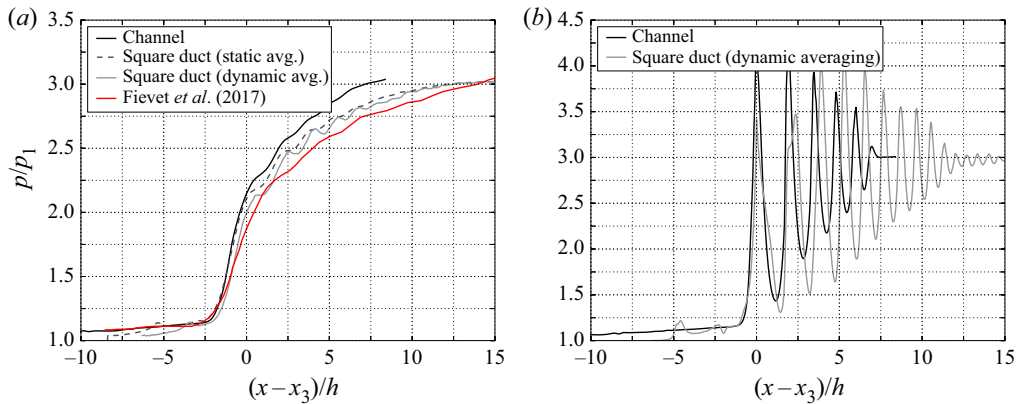 (a)
3.5
3.0
2.5
2.0
1.5
1.0
p/p1
Channel
Square duct (static avg.)
Square duct (dynamic avg.)
Fievet et al. (2017)
−10 −5 0 5 10 15
(x−x3)/h
(b)
4.5
4.0
3.5
3.0
2.5
2.0
1.5
1.0
Channel
Square duct (dynamic averaging)
−10 −5 0 5 10 15
(x−x3)/h